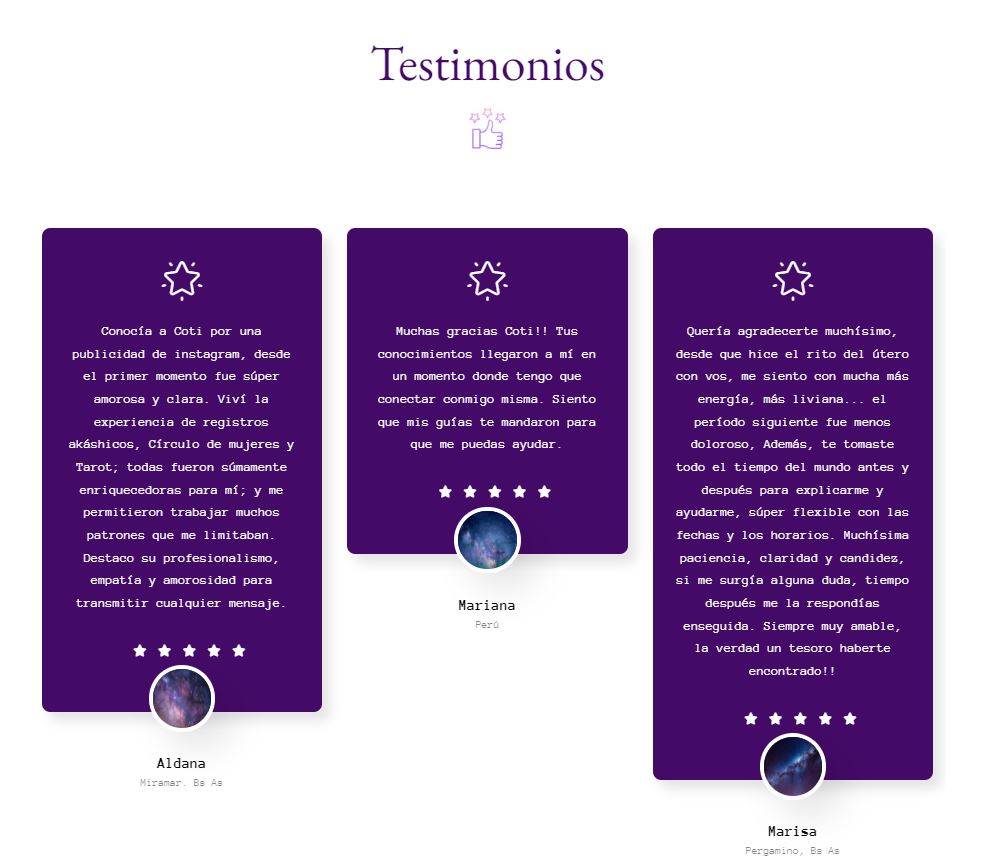 Testimonios
Conocía a Coti por una
publicidad de instagram, desde
el primer momento fue súper
amorosa y clara. Viví la
experiencia de registros
akáshicos, Círculo de mujeres y
Tarot; todas fueron súmamente
enriquecedoras para mí; y me
permitieron trabajar muchos
patrones que me limitaban.
Destaco su profesionalismo,
empatía y amorosidad para
transmitir cualquier mensaje.
Aldana
Miramar. Bs As
Muchas gracias Coti!! Tus
conocimientos llegaron a mí en
un momento donde tengo que
conectar conmigo misma. Siento
que mis guías te mandaron para
que me puedas ayudar.
Mariana
Perú
Quería agradecerte muchísimo,
desde que hice el rito del útero
con vos, me siento con mucha más
energía, más liviana... el
período siguiente fue menos
doloroso, Además, te tomaste
todo el tiempo del mundo antes y
después para explicarme y
ayudarme, súper flexible con las
fechas y los horarios. Muchísima
paciencia, claridad y candidez,
si me surgía alguna duda, tiempo
después me la respondías
enseguida. Siempre muy amable,
la verdad un tesoro haberte
encontrado!!
Marisa
Pergamino, Bs As